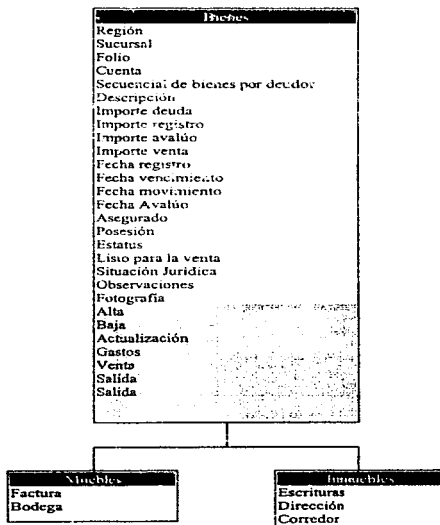 Bienes
Región
Sucursal
Folio
Cuenta
Secuencial de bienes por deudor
Descripción
Importe deuda
Importe registro
Importe avalúo
Importe venta
Fecha registro
Fecha vencimiento
Fecha movimiento
Fecha Avalúo
Asegurado
Posesión
Estatus
Listo para la venta
Situación Jurídica
Observaciones
Fotografía
Alta
Baja
Actualización
Gastos
Venta
Salida
Salida
Muebles
Factura
Bodega
Inmuebles
Escrituras
Dirección
Corredor